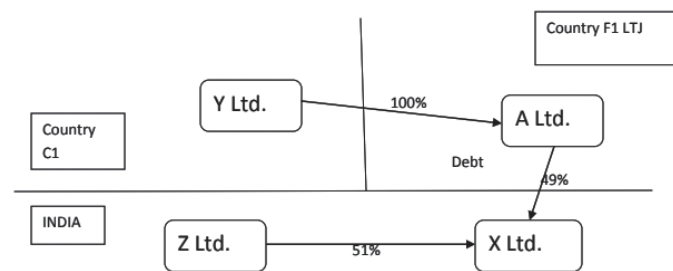 Country F1 LTJ
Y Ltd.
100%
A Ltd.
Country
C1
Debt
49%
INDIA
Z Ltd.
51%
X Ltd.